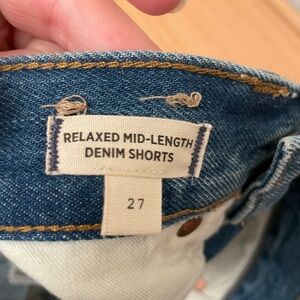 RELAXED MID-LENGTH
DENIM SHORTS
27